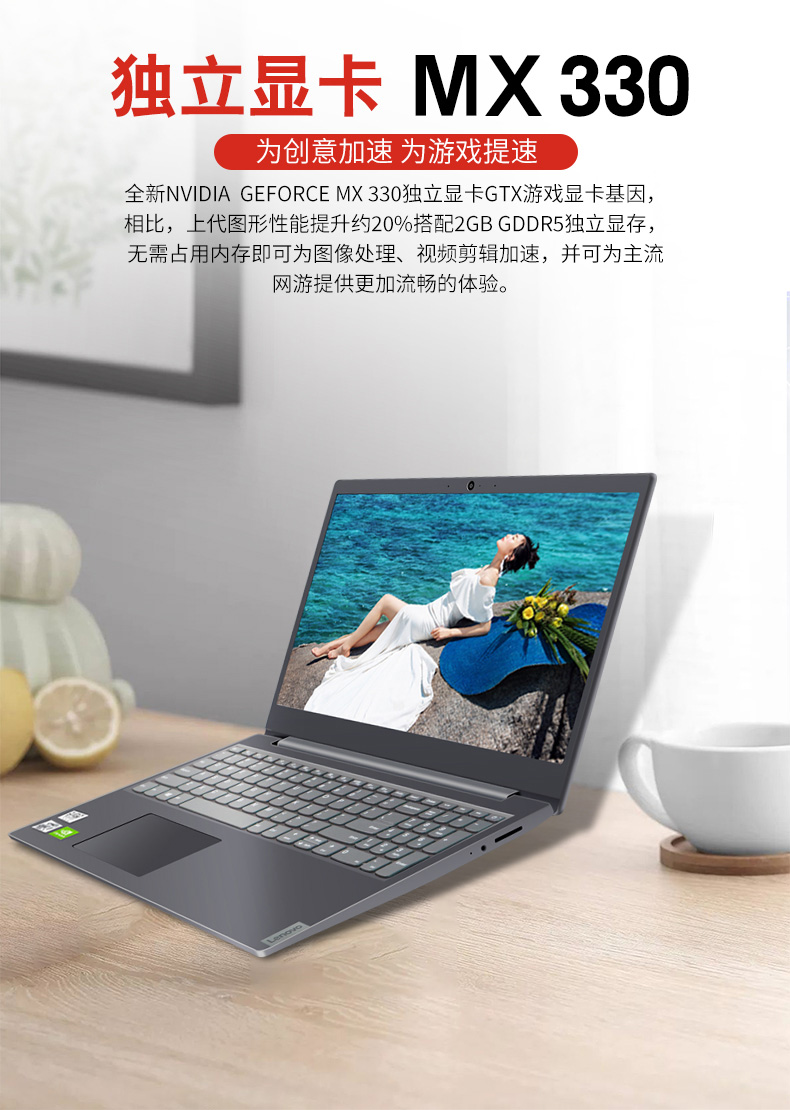 独立显卡 MX 330
为创意加速 为游戏提速
全新NVIDIA GEFORCE MX 330独立显卡GTX游戏显卡基因，
相比，上代图形性能提升约20%搭配2GB GDDR5独立显存，
无需占用内存即可为图像处理、视频剪辑加速，并可为主流
网游提供更加流畅的体验。
Lenovo